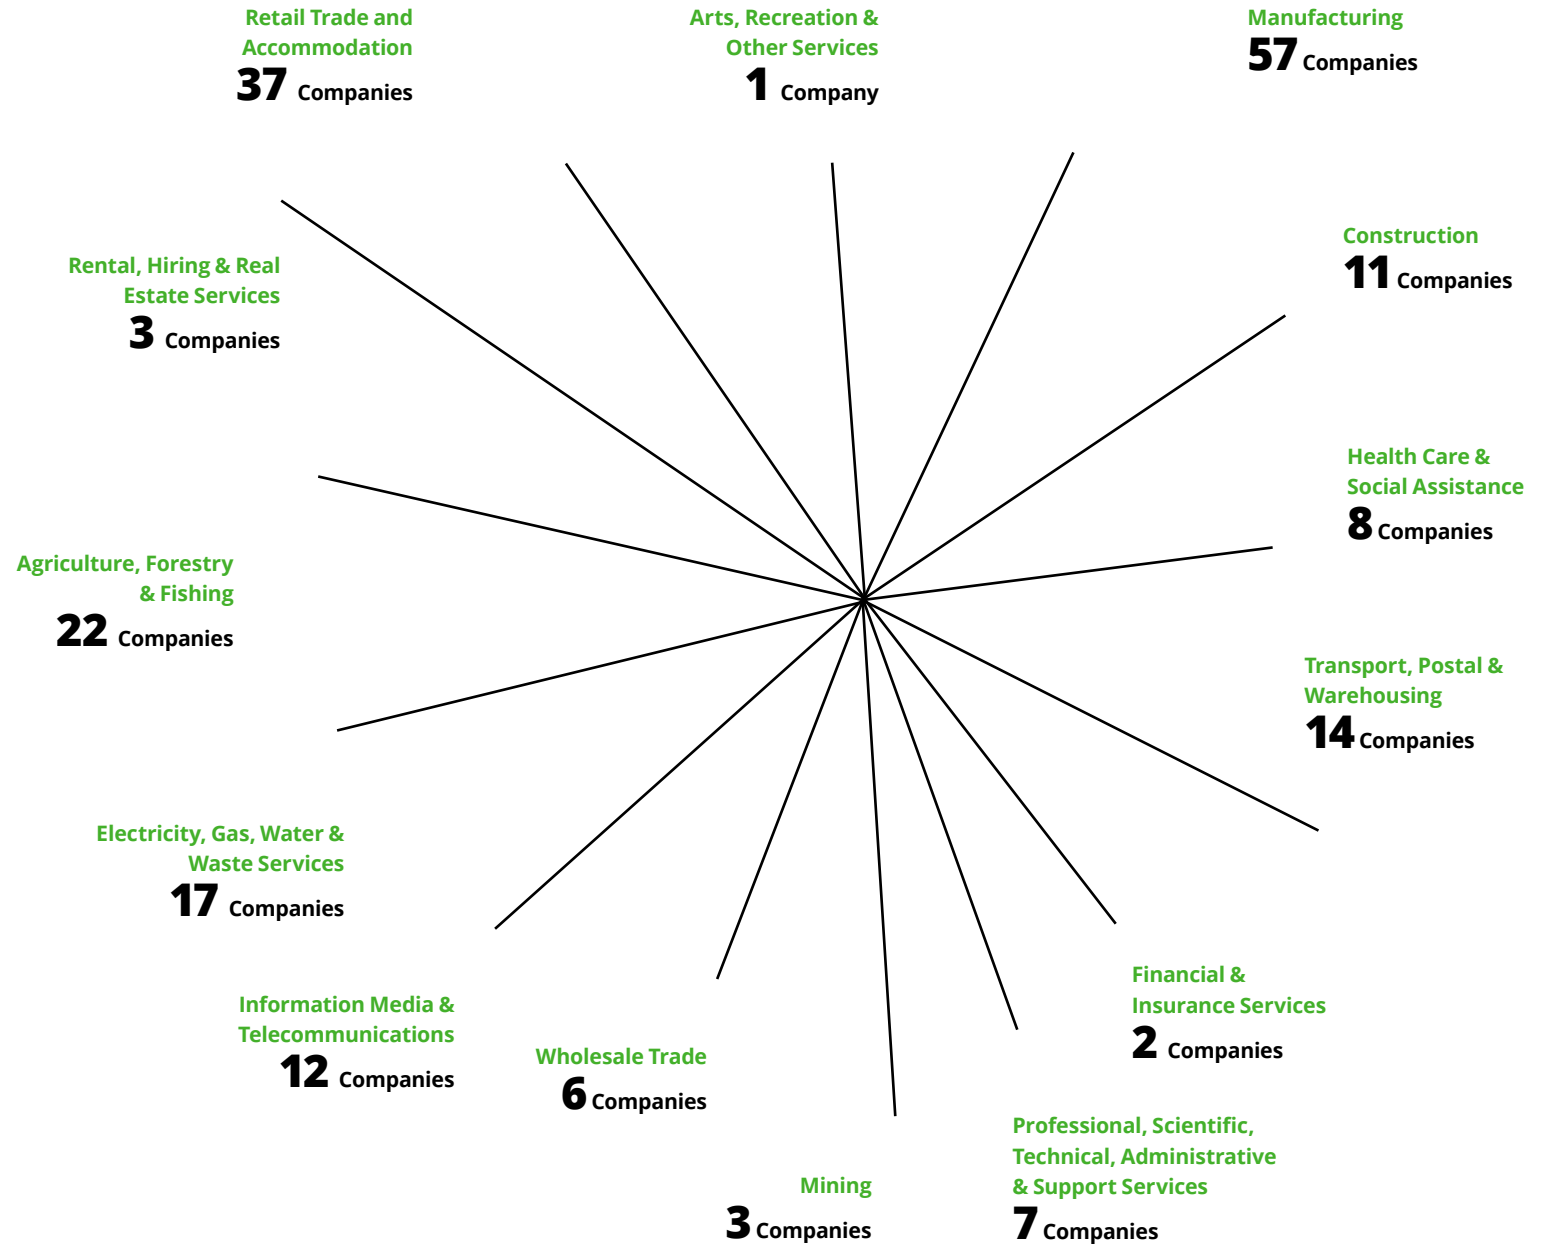 Retail Trade and
Accommodation
37 Companies
Arts, Recreation &
Other Services
1 Company
Manufacturing
57 Companies
Construction
11 Companies
Rental, Hiring & Real
Estate Services
3 Companies
Health Care &
Social Assistance
8 Companies
Agriculture, Forestry
& Fishing
22 Companies
Transport, Postal &
Warehousing
14 Companies
Electricity, Gas, Water &
Waste Services
17 Companies
Information Media &
Telecommunications
12 Companies
Wholesale Trade
6 Companies
Financial &
Insurance Services
2 Companies
Mining
3 Companies
Professional, Scientific,
Technical, Administrative
& Support Services
7 Companies